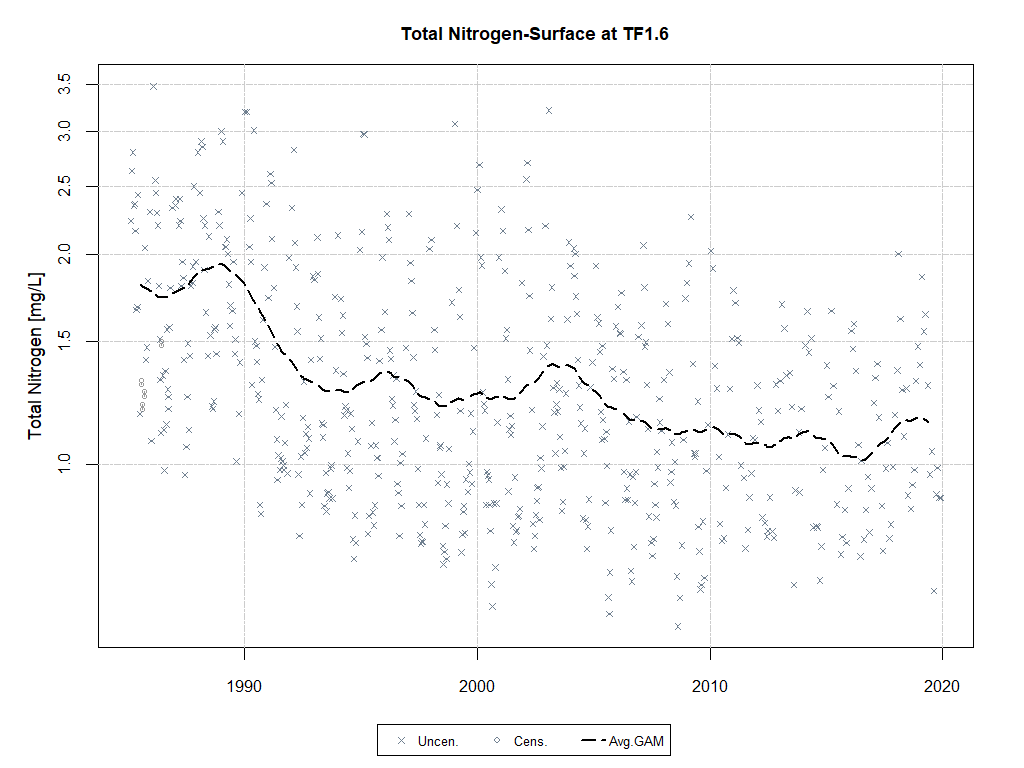 Total Nitrogen-Surface at TF1.6
Total Nitrogen [mg/L]
3.5
3.0
2.5
2.0
1.5
1.0
1990
2000
2010
2020
Uncen.
Cens.
Avg.GAM